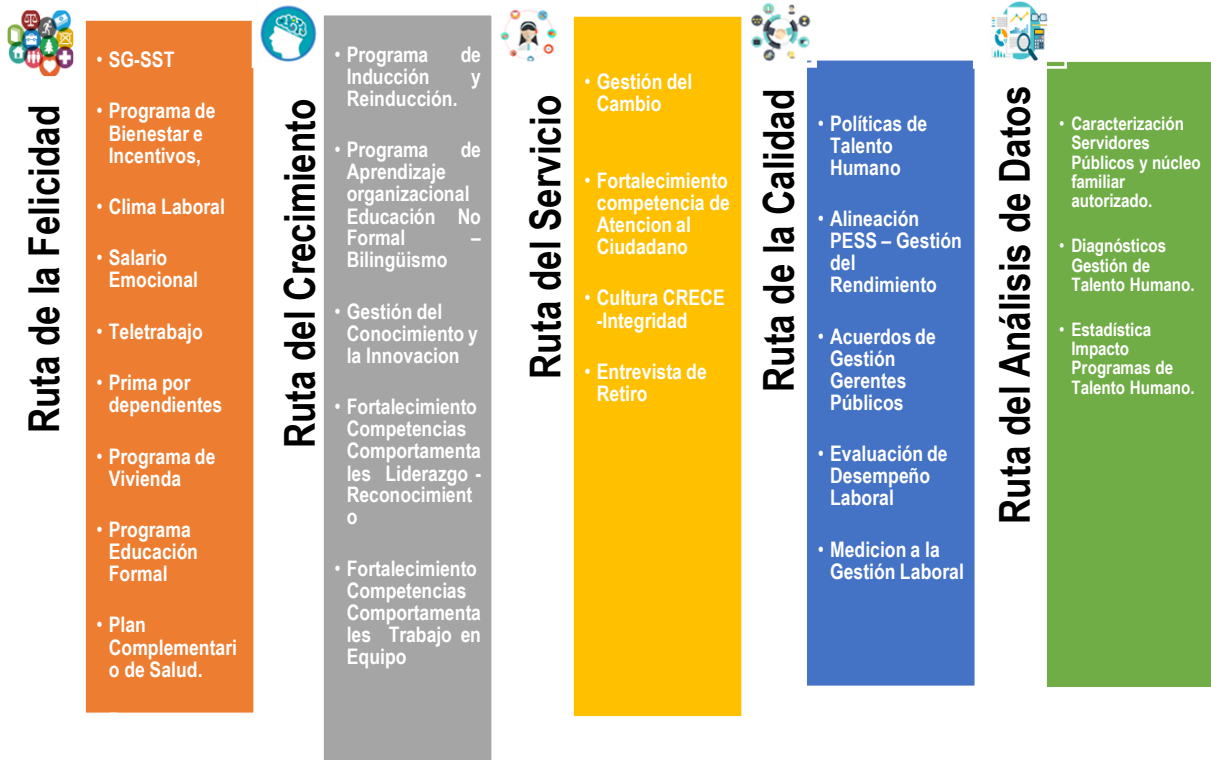 Ruta de la Felicidad
• SG-SST
• Programa de
Bienestar e
Incentivos,
• Clima Laboral
• Salario
Emocional
• Teletrabajo
• Prima por
dependientes
• Programa de
Vivienda
• Programa
Educación
Formal
• Plan
Complementari
o de Salud.
Ruta del Crecimiento
• Programa de
Inducción y
Reinducción.
• Programa de
Aprendizaje
organizacional
Educación No
Formal –
Bilingüismo
• Gestión del
Conocimiento y
la Innovacion
• Fortalecimiento
Competencias
Comportamenta
les Liderazgo -
Reconocimient
o
• Fortalecimiento
Competencias
Comportamenta
les Trabajo en
Equipo
Ruta del Servicio
• Gestión del
Cambio
• Fortalecimiento
competencia de
Atencion al
Ciudadano
• Cultura CRECE
-Integridad
• Entrevista de
Retiro
Ruta de la Calidad
• Políticas de
Talento
Humano
• Alineación
PESS – Gestión
del
Rendimiento
• Acuerdos de
Gestión
Gerentes
Públicos
• Evaluación de
Desempeño
Laboral
• Medicion a la
Gestión Laboral
Ruta del Análisis de Datos
• Caracterización
Servidores
Públicos y núcleo
familiar
autorizado.
• Diagnósticos
Gestión de
Talento Humano.
• Estadística
Impacto
Programas de
Talento Humano.